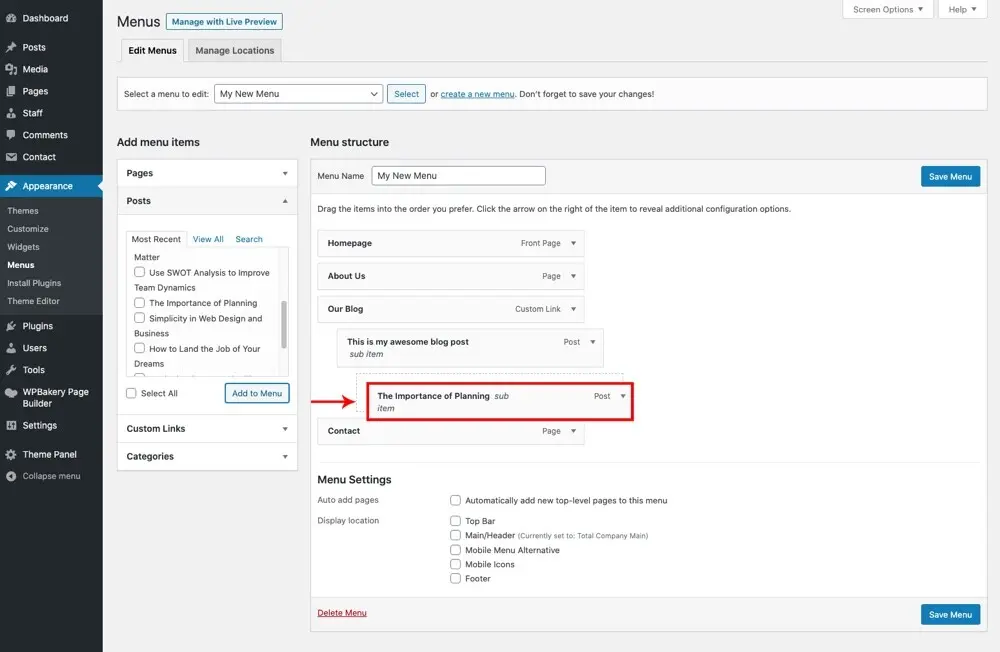 Dashboard
Posts
Media
Pages
Staff
Comments
Contact
Appearance
Themes
Customize
Widgets
Menus
Install Plugins
Theme Editor
Plugins
Users
Tools
WPBakery Page
Builder
Settings
Theme Panel
Collapse menu
Screen Options
Help
Menus
Manage with Live Preview
Edit Menus
Manage Locations
Select a menu to edit: My New Menu Select or create a new menu. Don't forget to save your changes!
Add menu items
Pages
Posts
Most Recent View All Search
Matter
Use SWOT Analysis to Improve
Team Dynamics
The Importance of Planning
Simplicity in Web Design and
Business
How to Land the Job of Your
Dreams
Select All
Add to Menu
Custom Links
Categories
Menu structure
Menu Name My New Menu
Save Menu
Drag the items into the order you prefer. Click the arrow on the right of the item to reveal additional configuration options.
Homepage Front Page
About Us Page
Our Blog Custom Link
This is my awesome blog post Post
sub item
The Importance of Planning sub Post
item
Contact Page
Menu Settings
Auto add pages
Automatically add new top-level pages to this menu
Display location
Top Bar
Main/Header (Currently set to: Total Company Main)
Mobile Menu Alternative
Mobile Icons
Footer
Delete Menu
Save Menu